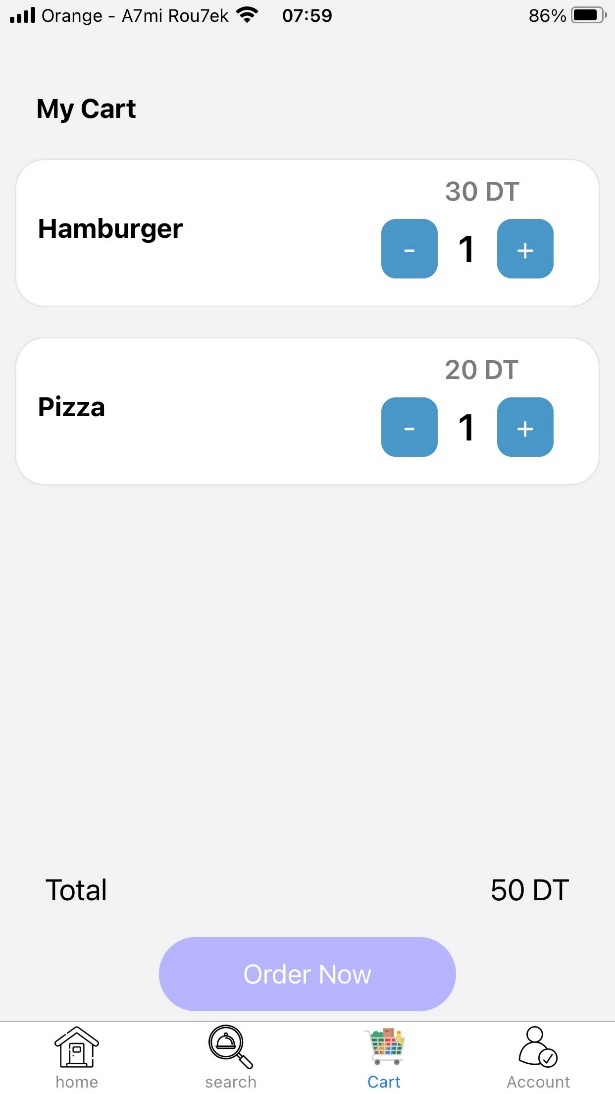 Orange - A7mi Rou7ek 07:59 86%
My Cart
30 DT
Hamburger
- 1 +
20 DT
Pizza
- 1 +
Total 50 DT
Order Now
home search Cart Account